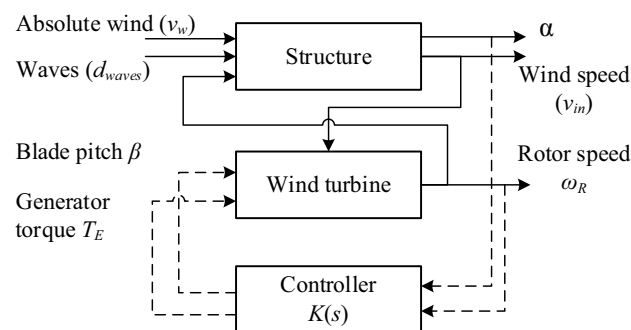 Absolute wind (v_w)
Waves (d_waves)
Structure
α
Wind speed
(v_in)
Blade pitch β
Generator
torque T_E
Wind turbine
Rotor speed
ω_R
Controller
K(s)